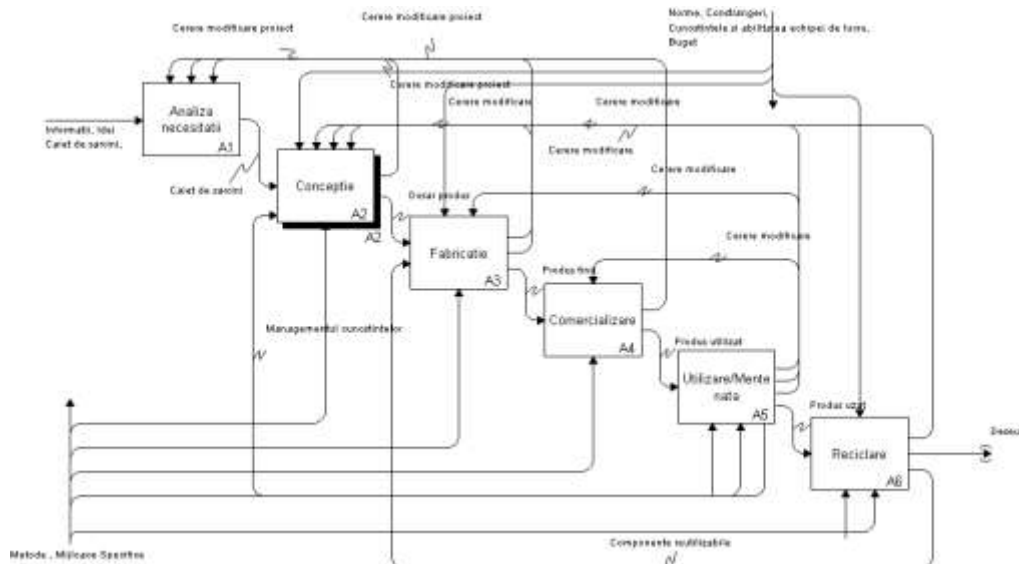 Cerere modificare proiect
Cerere modificare proiect
Norme, Constrangeri,
Cunostintele si abilitatea echipei de lucru,
Buget
Cerere modificare proiect
Cerere modificare
Cerere modificare
Analiza
necesitatii
A1
Informatii, Idei
Caiet de sarcini,
Cerere modificare
Caiet de sarcini
Conceptie
A2
A2
Cerere modificare
Dosar produs
Fabricatie
A3
Cerere modificare
Produs finit
Comercializare
A4
Managementul cunostintelor
Produs utilizat
Utilizare/Mente
nata
A5
Produs uzat
Reciclare
A6
Deseu
Metode, Mijloace Specifice
Componente reutilizabile